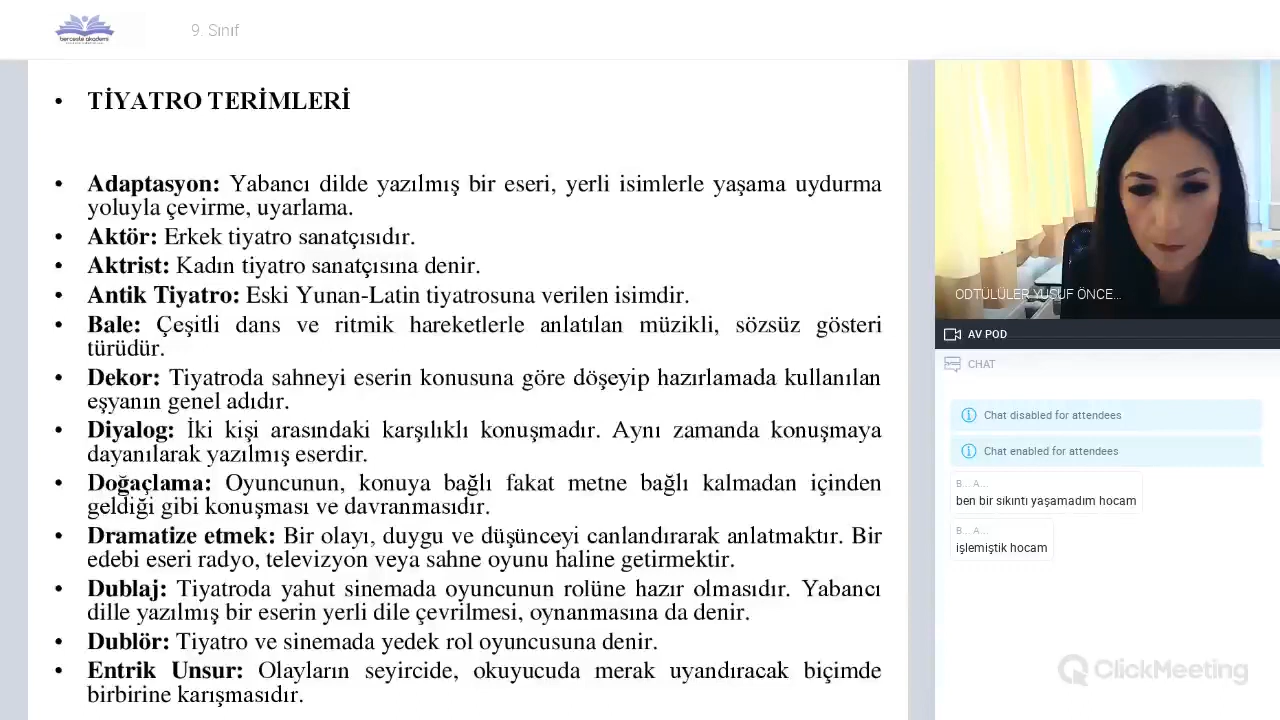 berceste akademi
9. Sınıf
• TİYATRO TERİMLERİ
• Adaptasyon: Yabancı dilde yazılmış bir eseri, yerli isimlerle yaşama uydurma
yoluyla çevirme, uyarlama.
• Aktör: Erkek tiyatro sanatçısıdır.
• Aktrist: Kadın tiyatro sanatçısına denir.
• Antik Tiyatro: Eski Yunan-Latin tiyatrosuna verilen isimdir.
• Bale: Çeşitli dans ve ritmik hareketlerle anlatılan müzikli, sözsüz gösteri
türüdür.
• Dekor: Tiyatroda sahneyi eserin konusuna göre döşeyip hazırlamada kullanılan
eşyanın genel adıdır.
• Diyalog: İki kişi arasındaki karşılıklı konuşmadır. Aynı zamanda konuşmaya
dayanılarak yazılmış eserdir.
• Doğaçlama: Oyuncunun, konuya bağlı fakat metne bağlı kalmadan içinden
geldiği gibi konuşması ve davranmasıdır.
• Dramatize etmek: Bir olayı, duygu ve düşünceyi canlandırarak anlatmaktır. Bir
edebi eseri radyo, televizyon veya sahne oyunu haline getirmektir.
• Dublaj: Tiyatroda yahut sinemada oyuncunun rolüne hazır olmasıdır. Yabancı
dille yazılmış bir eserin yerli dile çevrilmesi, oynanmasına da denir.
• Dublör: Tiyatro ve sinemada yedek rol oyuncusuna denir.
• Entrik Unsur: Olayların seyircide, okuyucuda merak uyandıracak biçimde
birbirine karışmasıdır.
ODTÜLÜLER YUSUF ÖNCE...
AV POD
CHAT
Chat disabled for attendees
Chat enabled for attendees
B... A...
ben bir sıkıntı yaşamadım hocam
B... A...
işlemiştik hocam
ClickMeeting